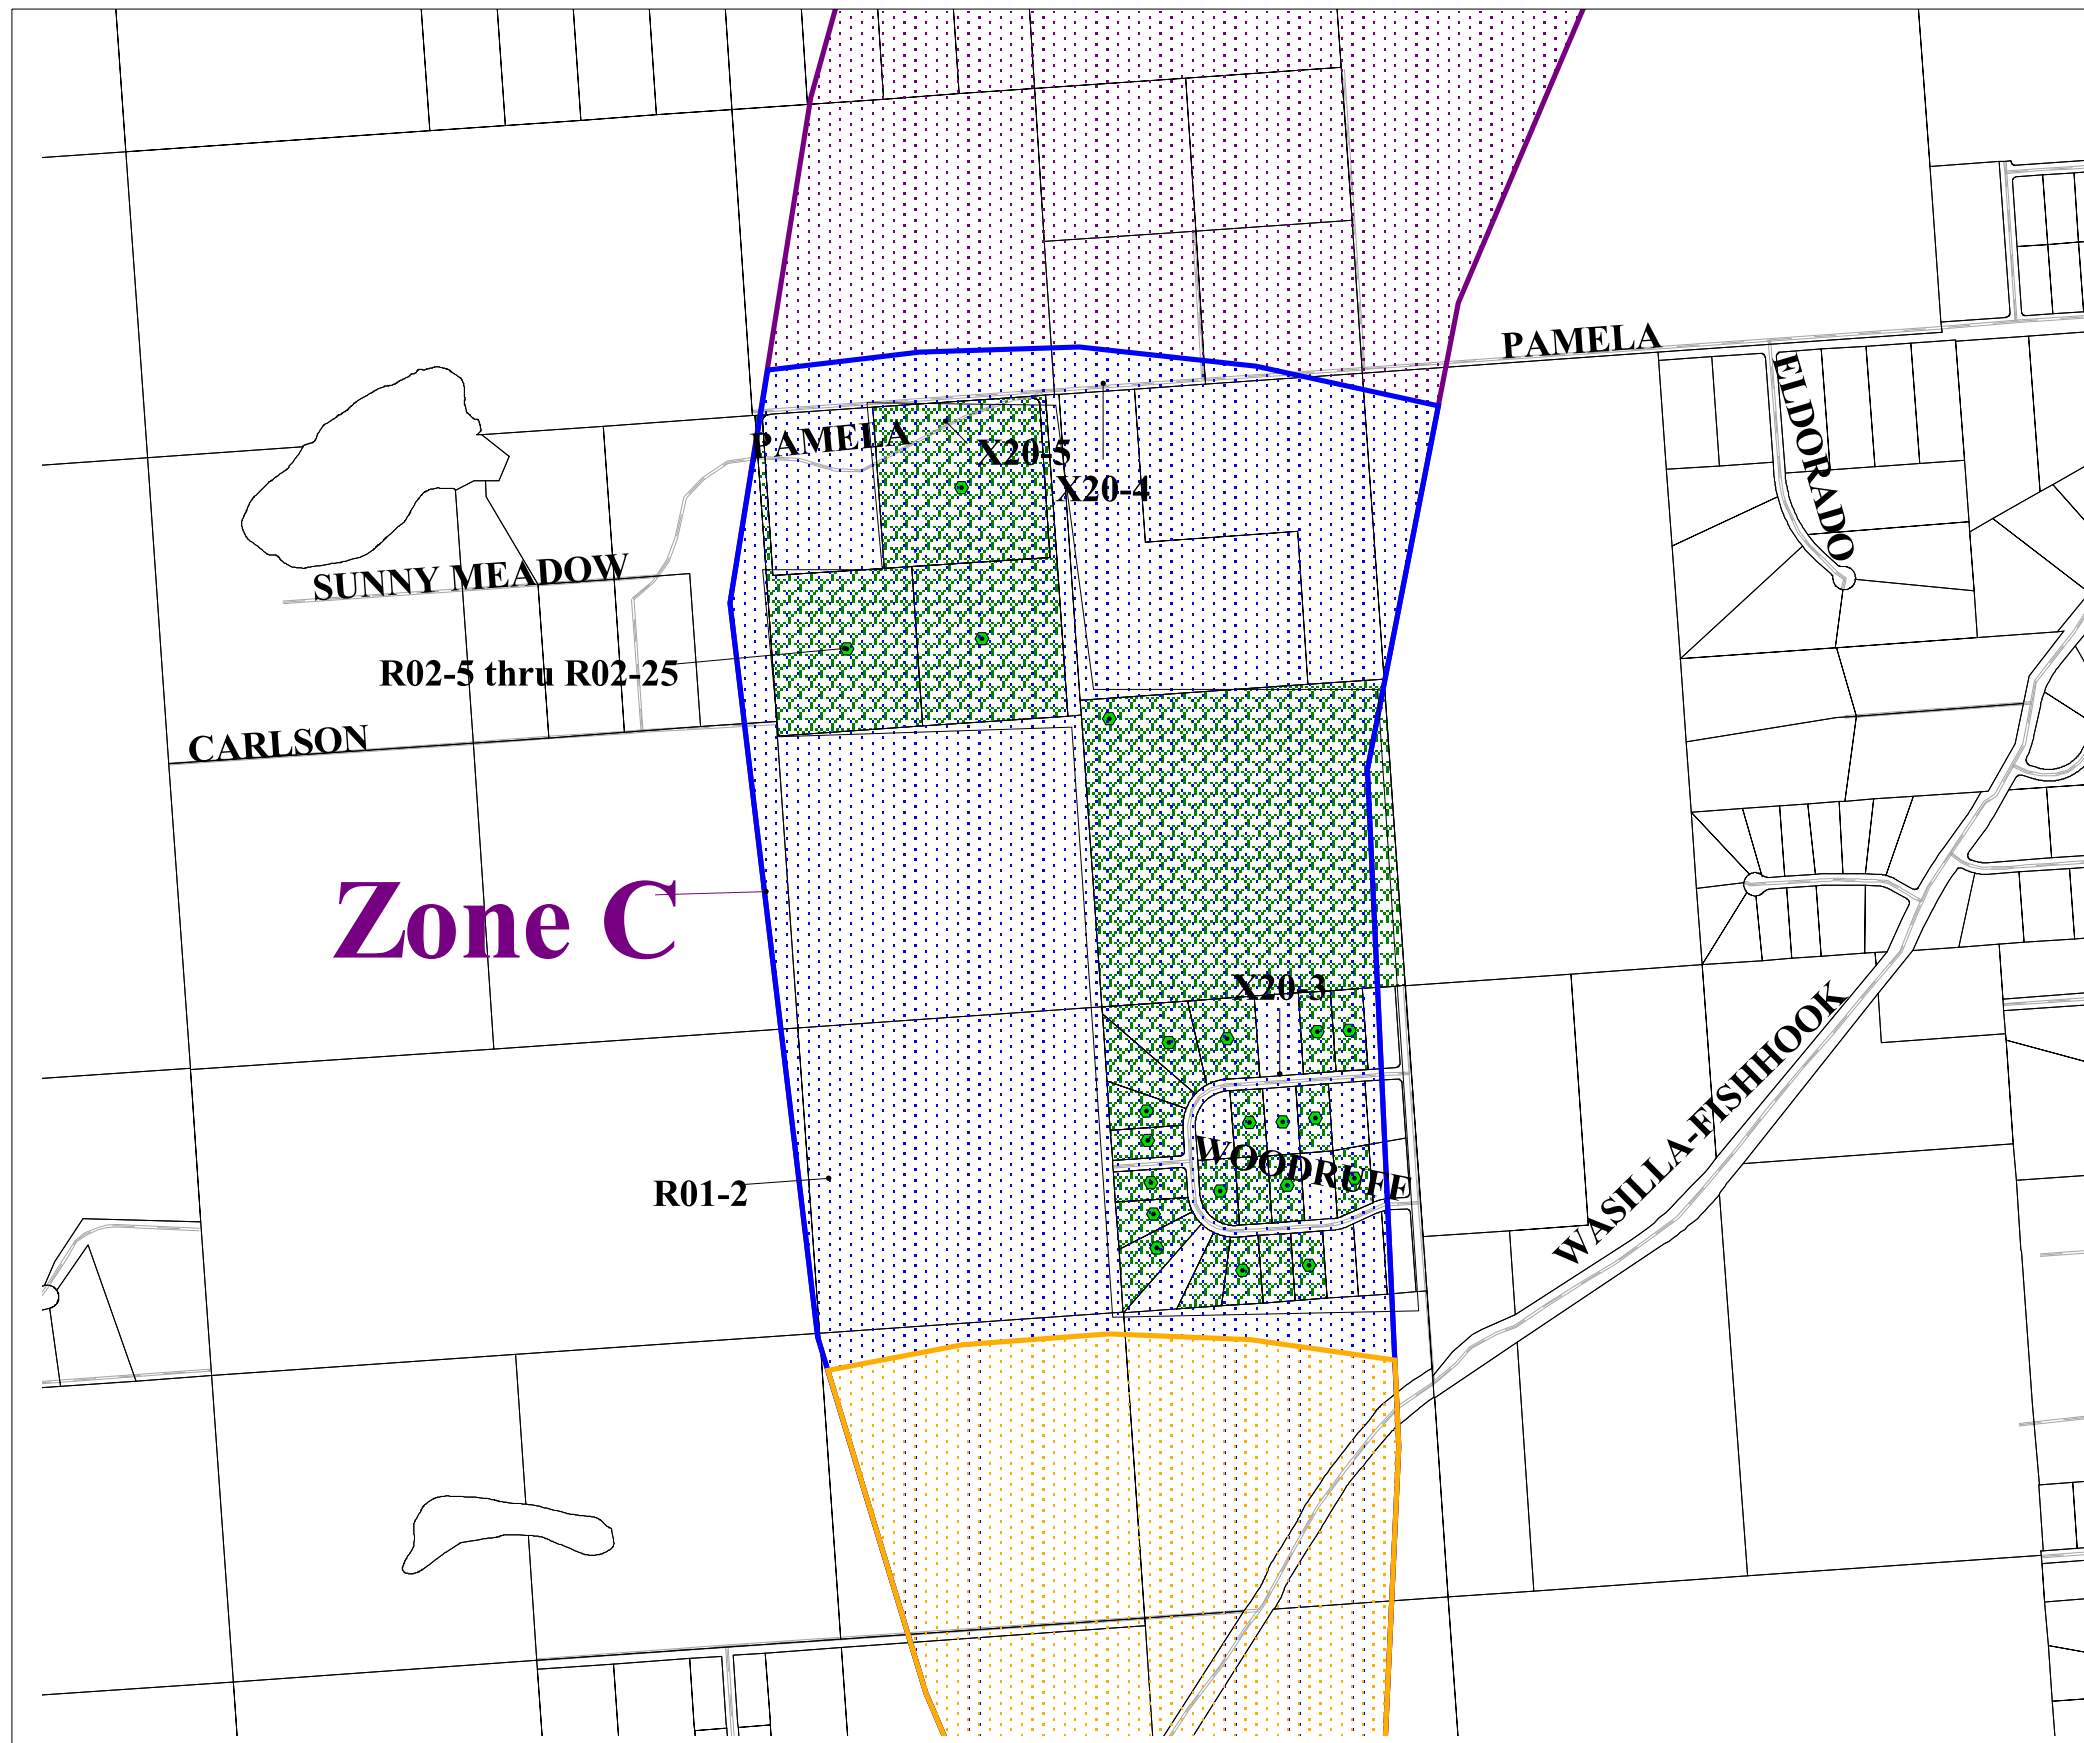 PAMELA
ELDORADO
PAMELA
X20-5
X20-4
SUNNY MEADOW
R02-5 thru R02-25
CARLSON
Zone C
X20-3
WASILLA-FISHHOOK
WOODRUFF
R01-2